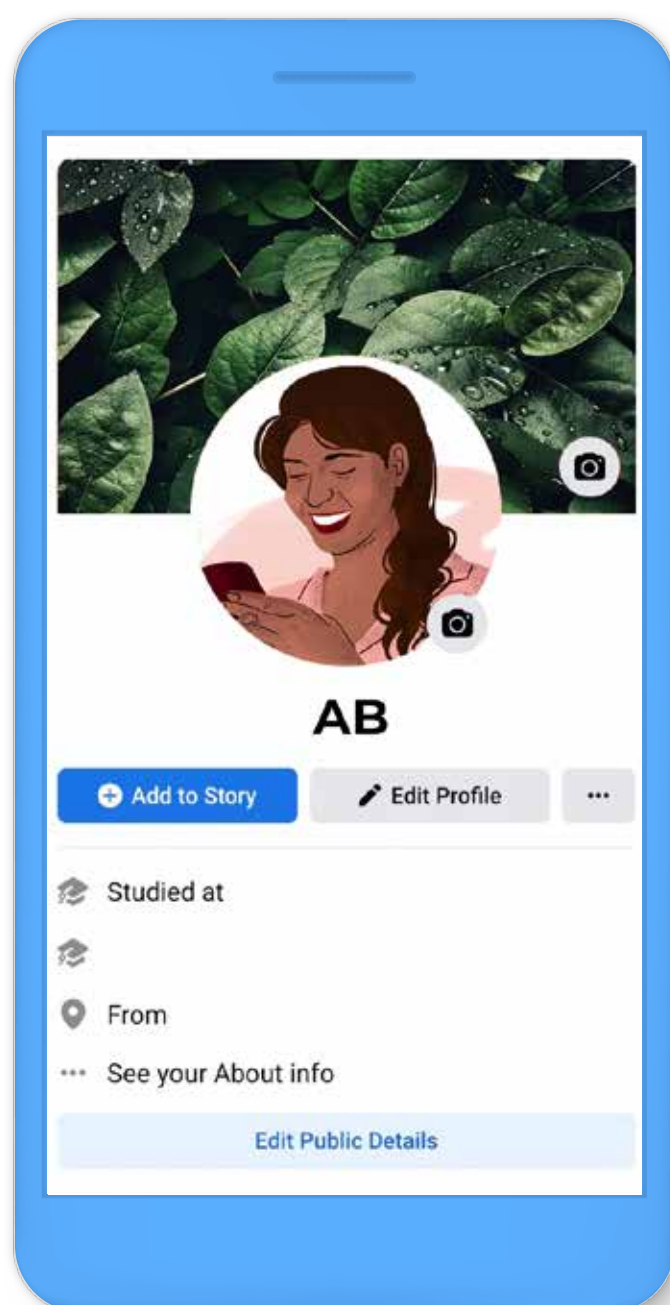 AB
Add to Story
Edit Profile
Studied at
From
See your About info
Edit Public Details